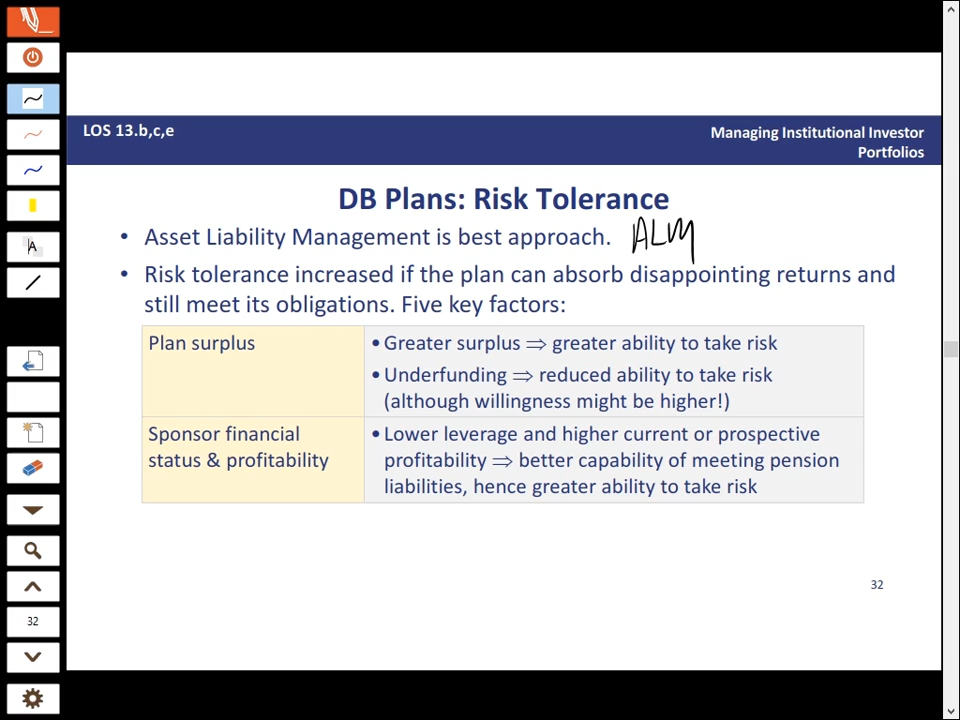 LOS 13.b,c,e
Managing Institutional Investor
Portfolios
DB Plans: Risk Tolerance
• Asset Liability Management is best approach. ALM
• Risk tolerance increased if the plan can absorb disappointing returns and
still meet its obligations. Five key factors:
Plan surplus
• Greater surplus ⇒ greater ability to take risk
• Underfunding ⇒ reduced ability to take risk
(although willingness might be higher!)
Sponsor financial
status & profitability
• Lower leverage and higher current or prospective
profitability ⇒ better capability of meeting pension
liabilities, hence greater ability to take risk
32
A
32